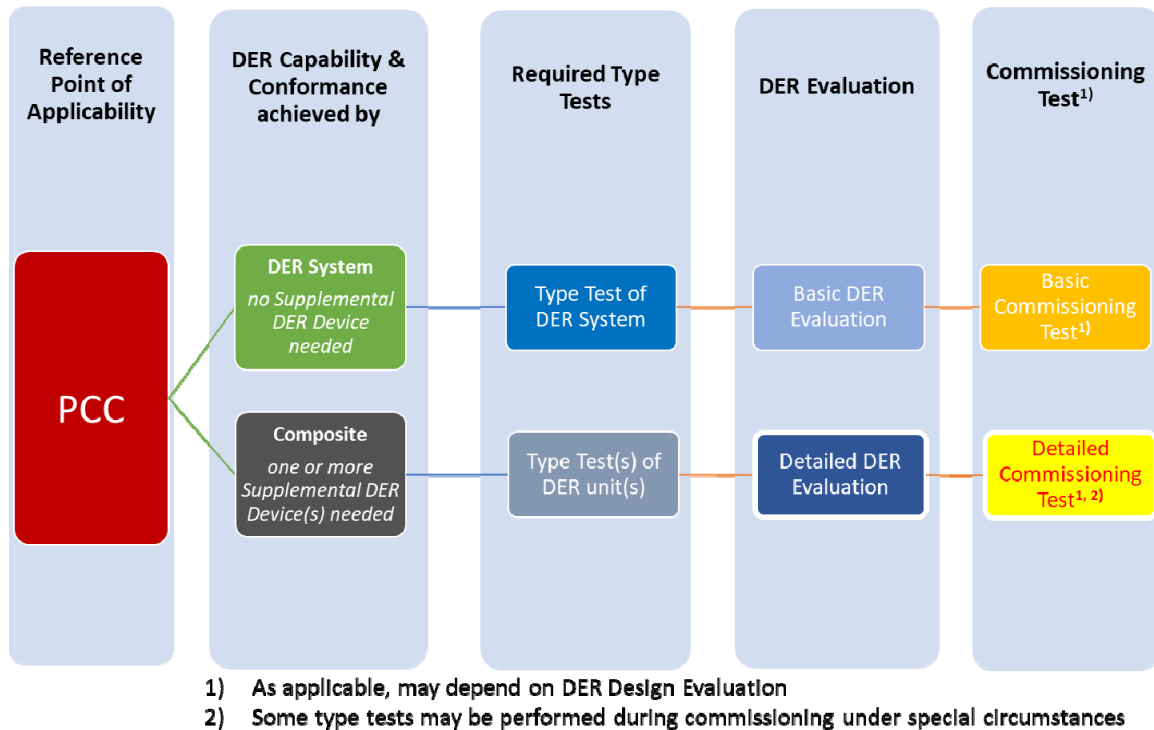 Reference
Point of
Applicability
DER Capability &
Conformance
achieved by
Required Type
Tests
DER Evaluation
Commissioning
Test1)
PCC
DER System
no Supplemental
DER Device
needed
Type Test of
DER System
Basic DER
Evaluation
Basic
Commissioning
Test1)
Composite
one or more
Supplemental DER
Device(s) needed
Type Test(s) of
DER unit(s)
Detailed DER
Evaluation
Detailed
Commissioning
Test1, 2)
1) As applicable, may depend on DER Design Evaluation
2) Some type tests may be performed during commissioning under special circumstances